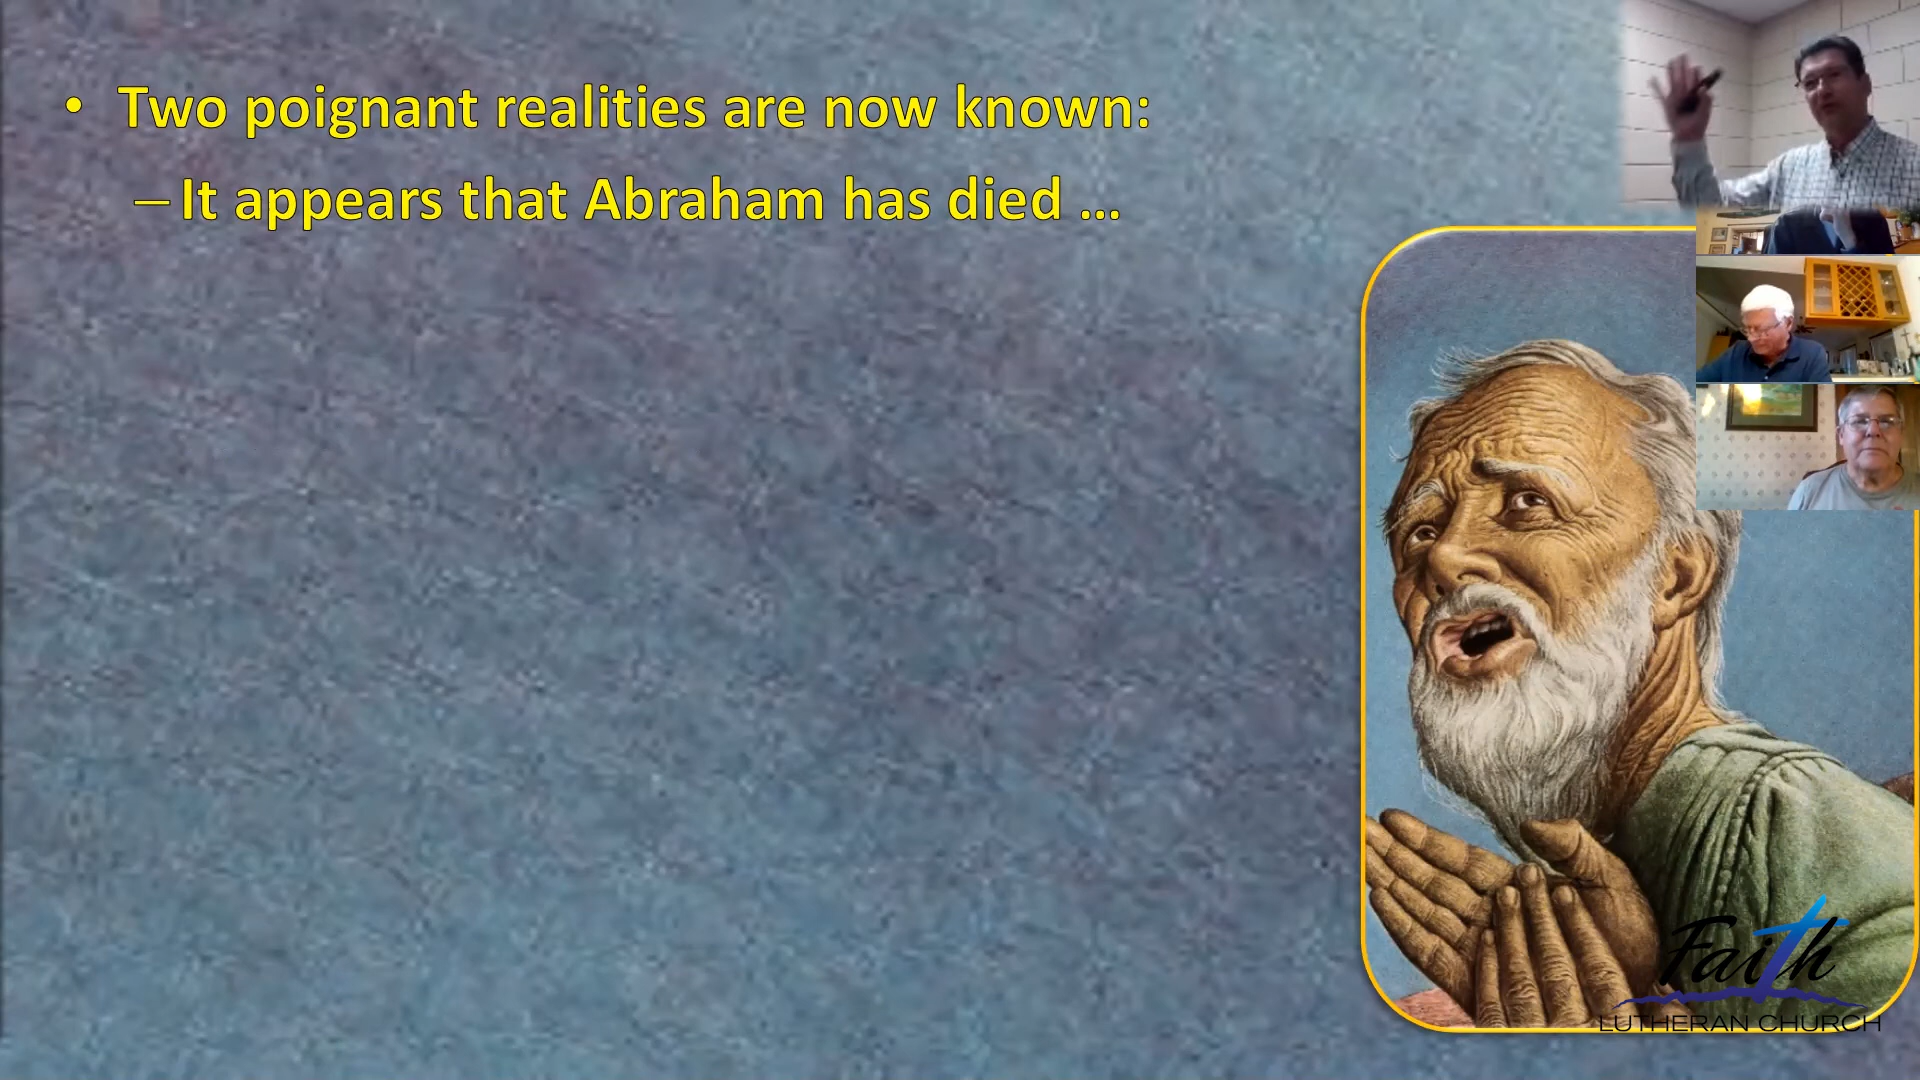 • Two poignant realities are now known:
– It appears that Abraham has died ...
Faith
LUTHERAN CHURCH